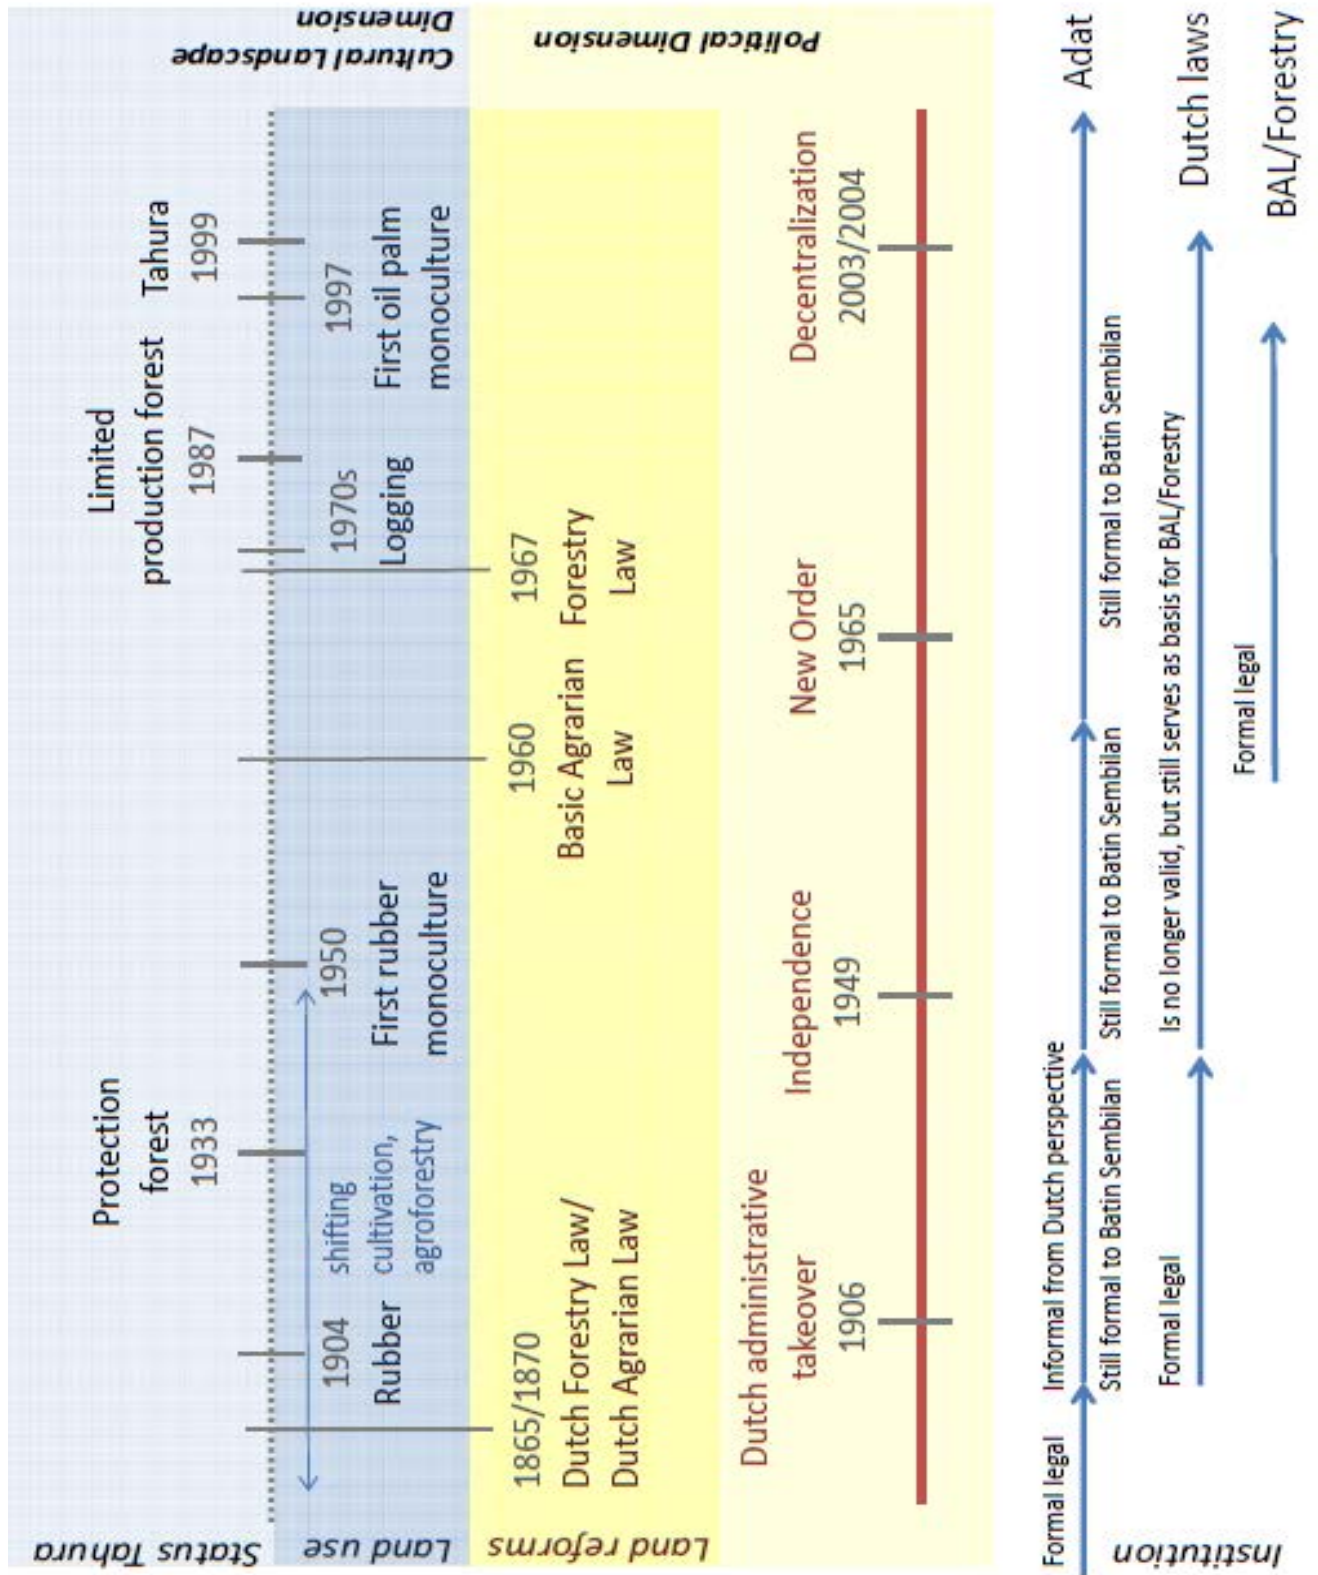 Status Tahura
Protection
forest
1933
Limited
production forest
1987
Tahura
1999
Cultural Landscape
Dimension
Land use
1904
Rubber
shifting
cultivation,
agroforestry
1950
First rubber
monoculture
1970s
Logging
1997
First oil palm
monoculture
Land reforms
1865/1870
Dutch Forestry Law/
Dutch Agrarian Law
1960
Basic Agrarian
Law
1967
Forestry
Law
Political Dimension
Dutch administrative
takeover
1906
Independence
1949
New Order
1965
Decentralization
2003/2004
Institution
Formal legal
Informal from Dutch perspective
Still formal to Batin Sembilan
Still formal to Batin Sembilan
Still formal to Batin Sembilan
Adat
Formal legal
Is no longer valid, but still serves as basis for BAL/Forestry
Dutch laws
Formal legal
BAL/Forestry